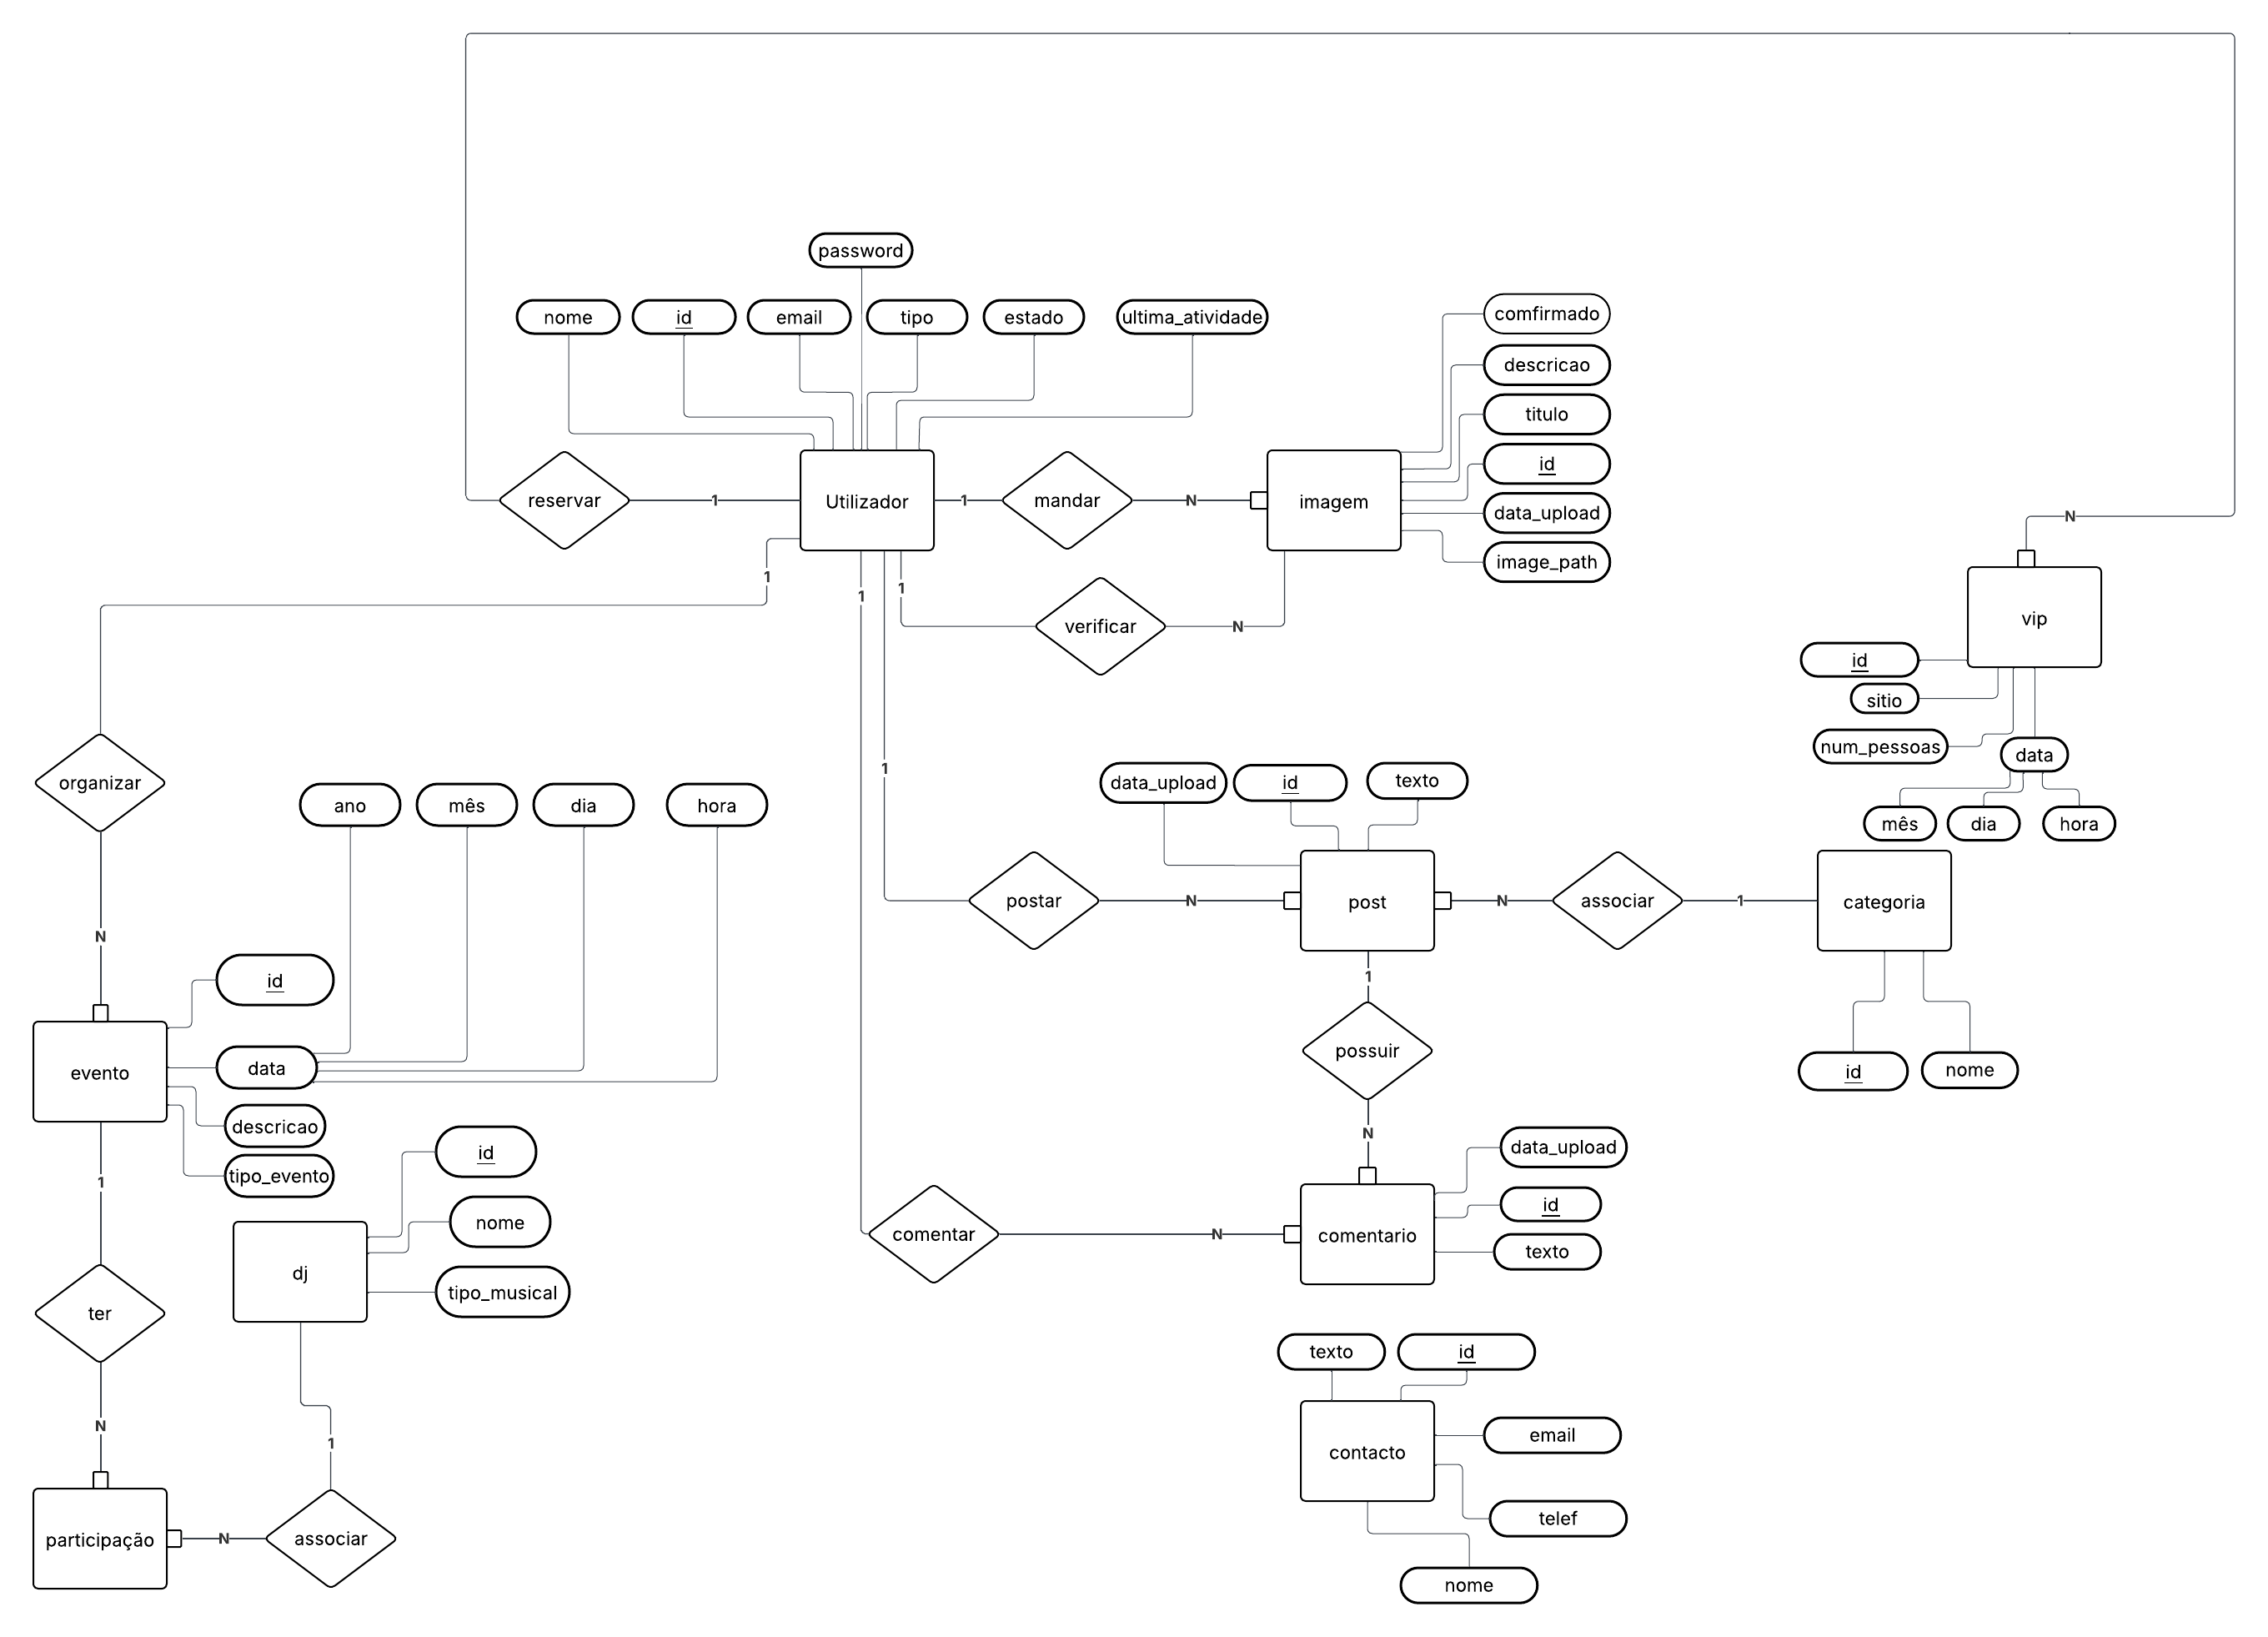 password
nome
id
email
tipo
estado
ultima_atividade
comfirmado
descricao
titulo
id
data_upload
image_path
reservar
1
Utilizador
1
mandar
N
imagem
N
1
1
1
verificar
N
vip
id
sitio
num_pessoas
data
mês
dia
hora
organizar
ano
mês
dia
hora
1
data_upload
id
texto
postar
N
post
N
associar
1
categoria
N
id
1
possuir
evento
data
id
nome
descricao
tipo_evento
N
data_upload
id
texto
1
id
nome
tipo_musical
dj
comentar
N
comentario
ter
texto
id
N
1
contacto
email
telef
nome
participação
N
associar